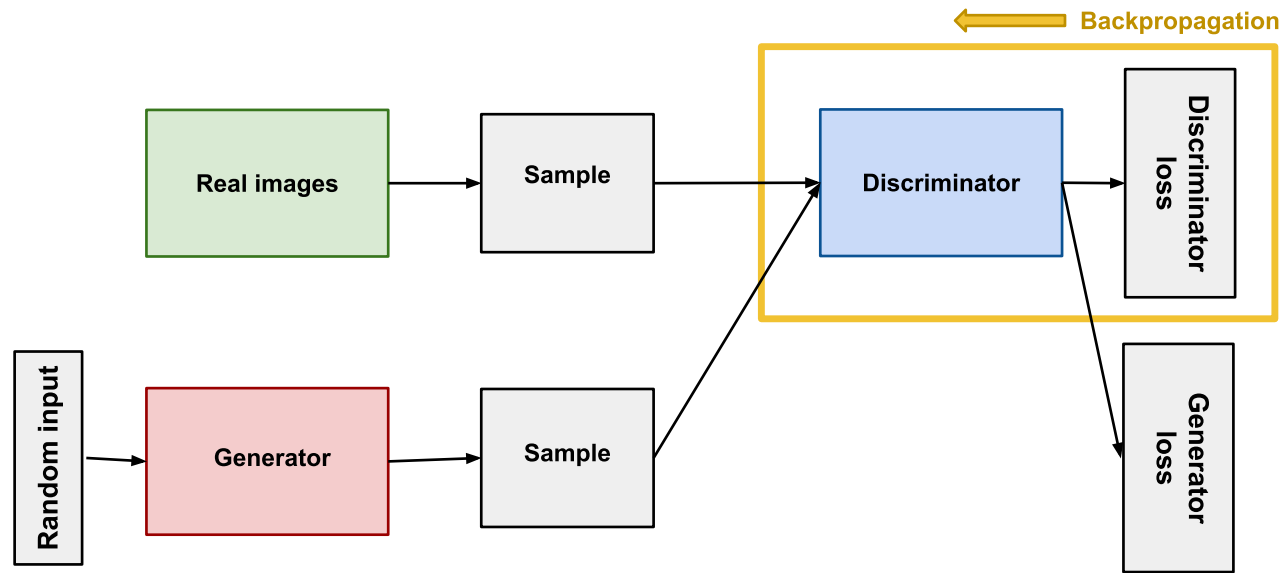 Backpropagation
Real images
Sample
Discriminator
Discriminator
loss
Random input
Generator
Sample
Generator
loss